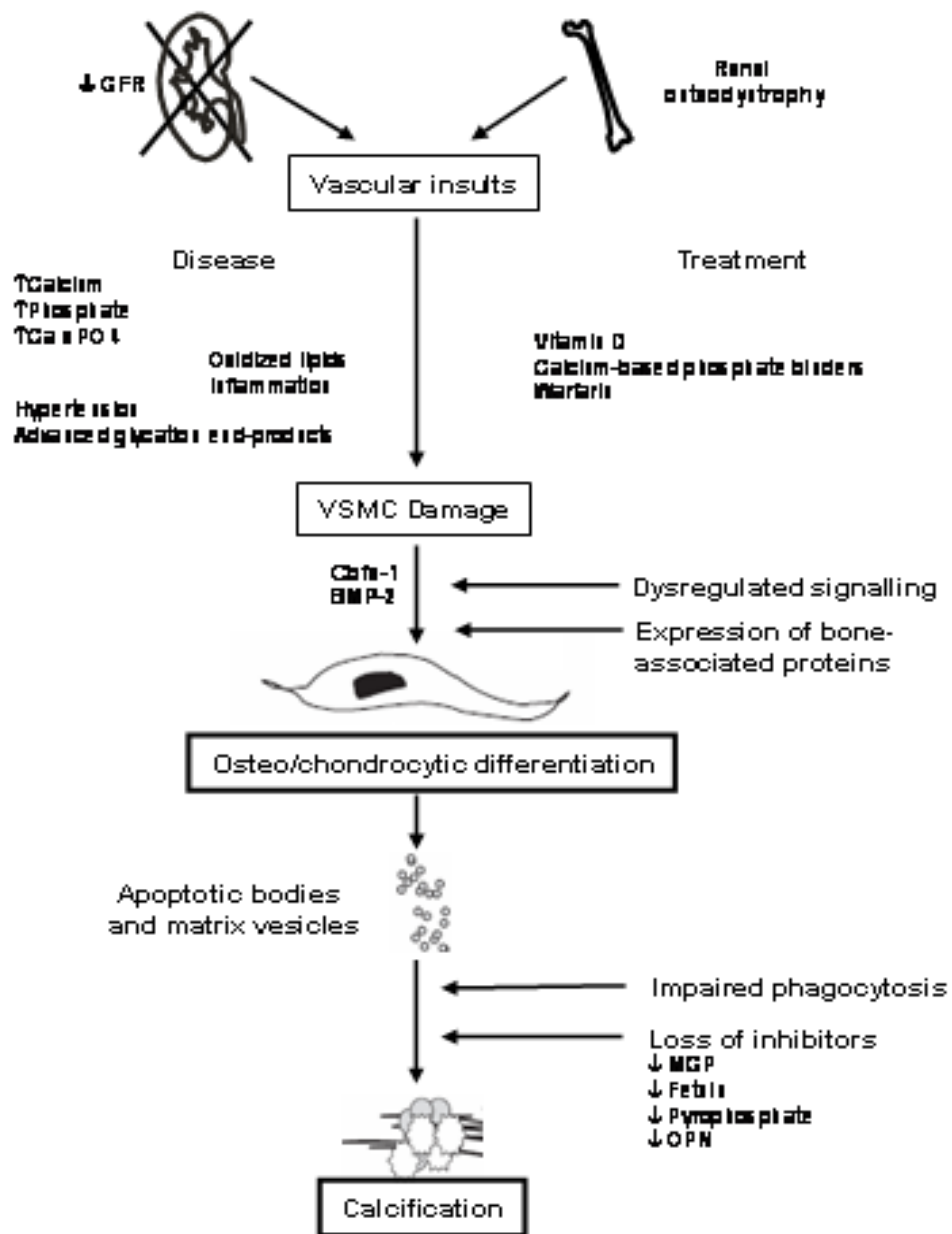 ↓ GFR
Renal
osteodystrophy
Vascular insults
Disease
↑Calcium
↑Phosphate
↑Ca x PO4
Oxidized lipids
Inflammation
Hypertension
Advanced glycation end-products
Treatment
Vitamin D
Calcium-based phosphate binders
Warfarin
VSMC Damage
Cbfa-1
BMP-2
Dysregulated signalling
Expression of bone-
associated proteins
Osteo/chondrocytic differentiation
Apoptotic bodies
and matrix vesicles
Impaired phagocytosis
Loss of inhibitors
↓ MGP
↓ Fetuin
↓ Pyrophosphate
↓ OPN
Calcification